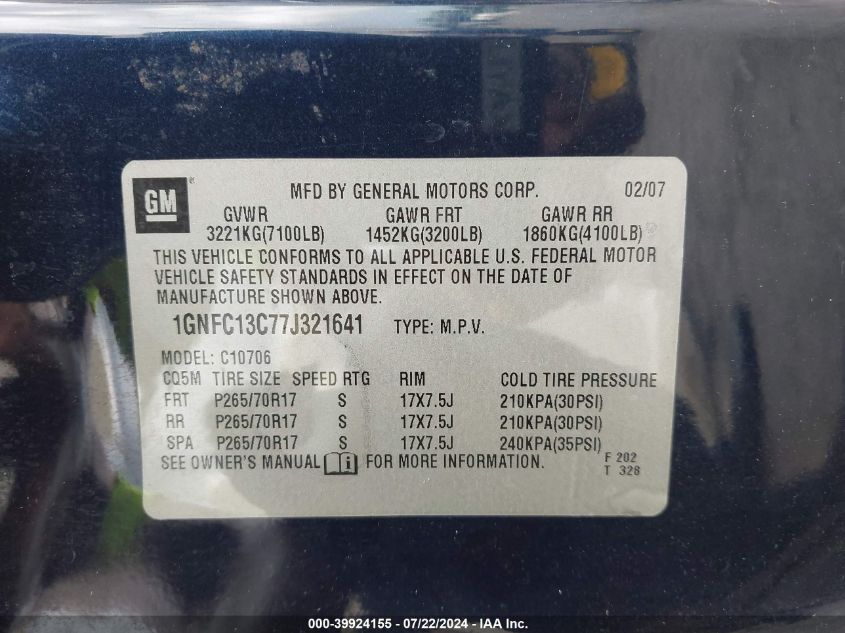 GM
MFD BY GENERAL MOTORS CORP. 02/07
GVWR GAWR FRT GAWR RR
3221KG(7100LB) 1452KG(3200LB) 1860KG(4100LB)
THIS VEHICLE CONFORMS TO ALL APPLICABLE U.S. FEDERAL MOTOR
VEHICLE SAFETY STANDARDS IN EFFECT ON THE DATE OF
MANUFACTURE SHOWN ABOVE.
1GNFC13C77J321641 TYPE: M.P.V.
MODEL: C10706
CQ5M TIRE SIZE SPEED RTG RIM COLD TIRE PRESSURE
FRT P265/70R17 S 17X7.5J 210KPA(30PSI)
RR P265/70R17 S 17X7.5J 210KPA(30PSI)
SPA P265/70R17 S 17X7.5J 240KPA(35PSI)
SEE OWNER'S MANUAL i FOR MORE INFORMATION.
F 202
T 328
000-39924155 - 07/22/2024 - IAA Inc.